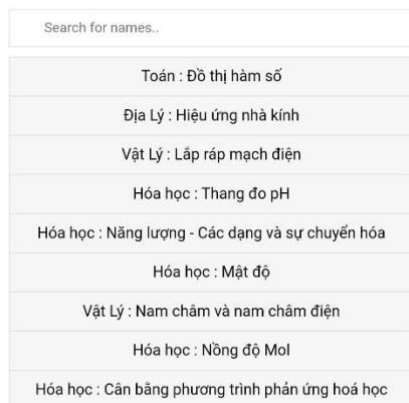 Search for names..
Toán : Đồ thị hàm số
Địa Lý : Hiệu ứng nhà kính
Vật Lý : Lắp ráp mạch điện
Hóa học : Thang đo pH
Hóa học : Năng lượng - Các dạng và sự chuyển hóa
Hóa học : Mật độ
Vật Lý : Nam châm và nam châm điện
Hóa học : Nồng độ Mol
Hóa học : Cân bằng phương trình phản ứng hoá học